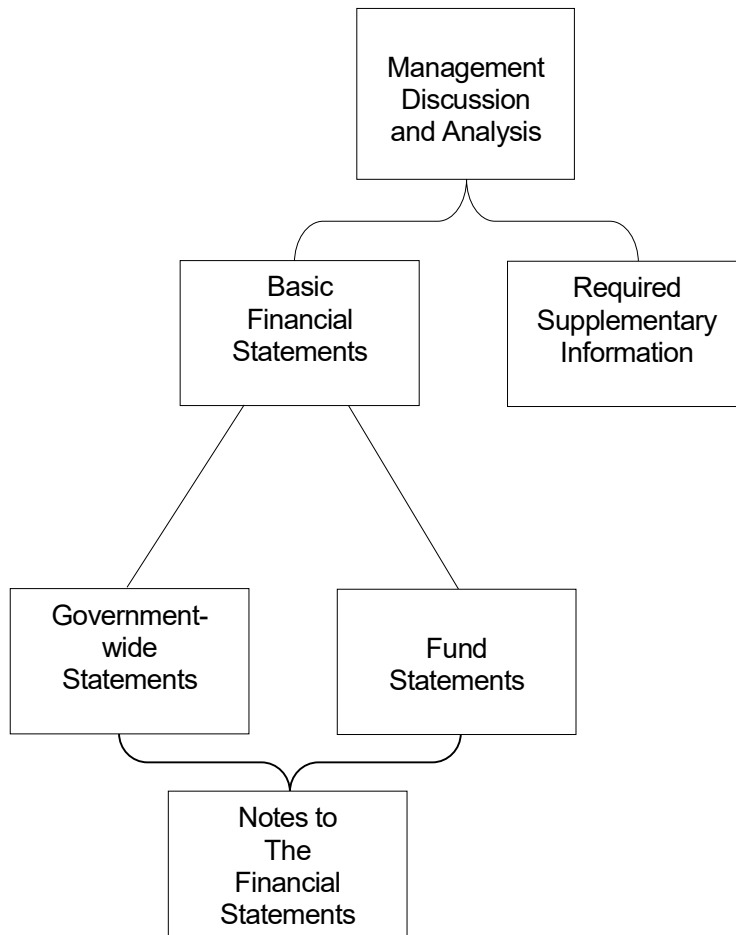 Management
Discussion
and Analysis
Basic
Financial
Statements
Required
Supplementary
Information
Government-
wide
Statements
Fund
Statements
Notes to
The
Financial
Statements